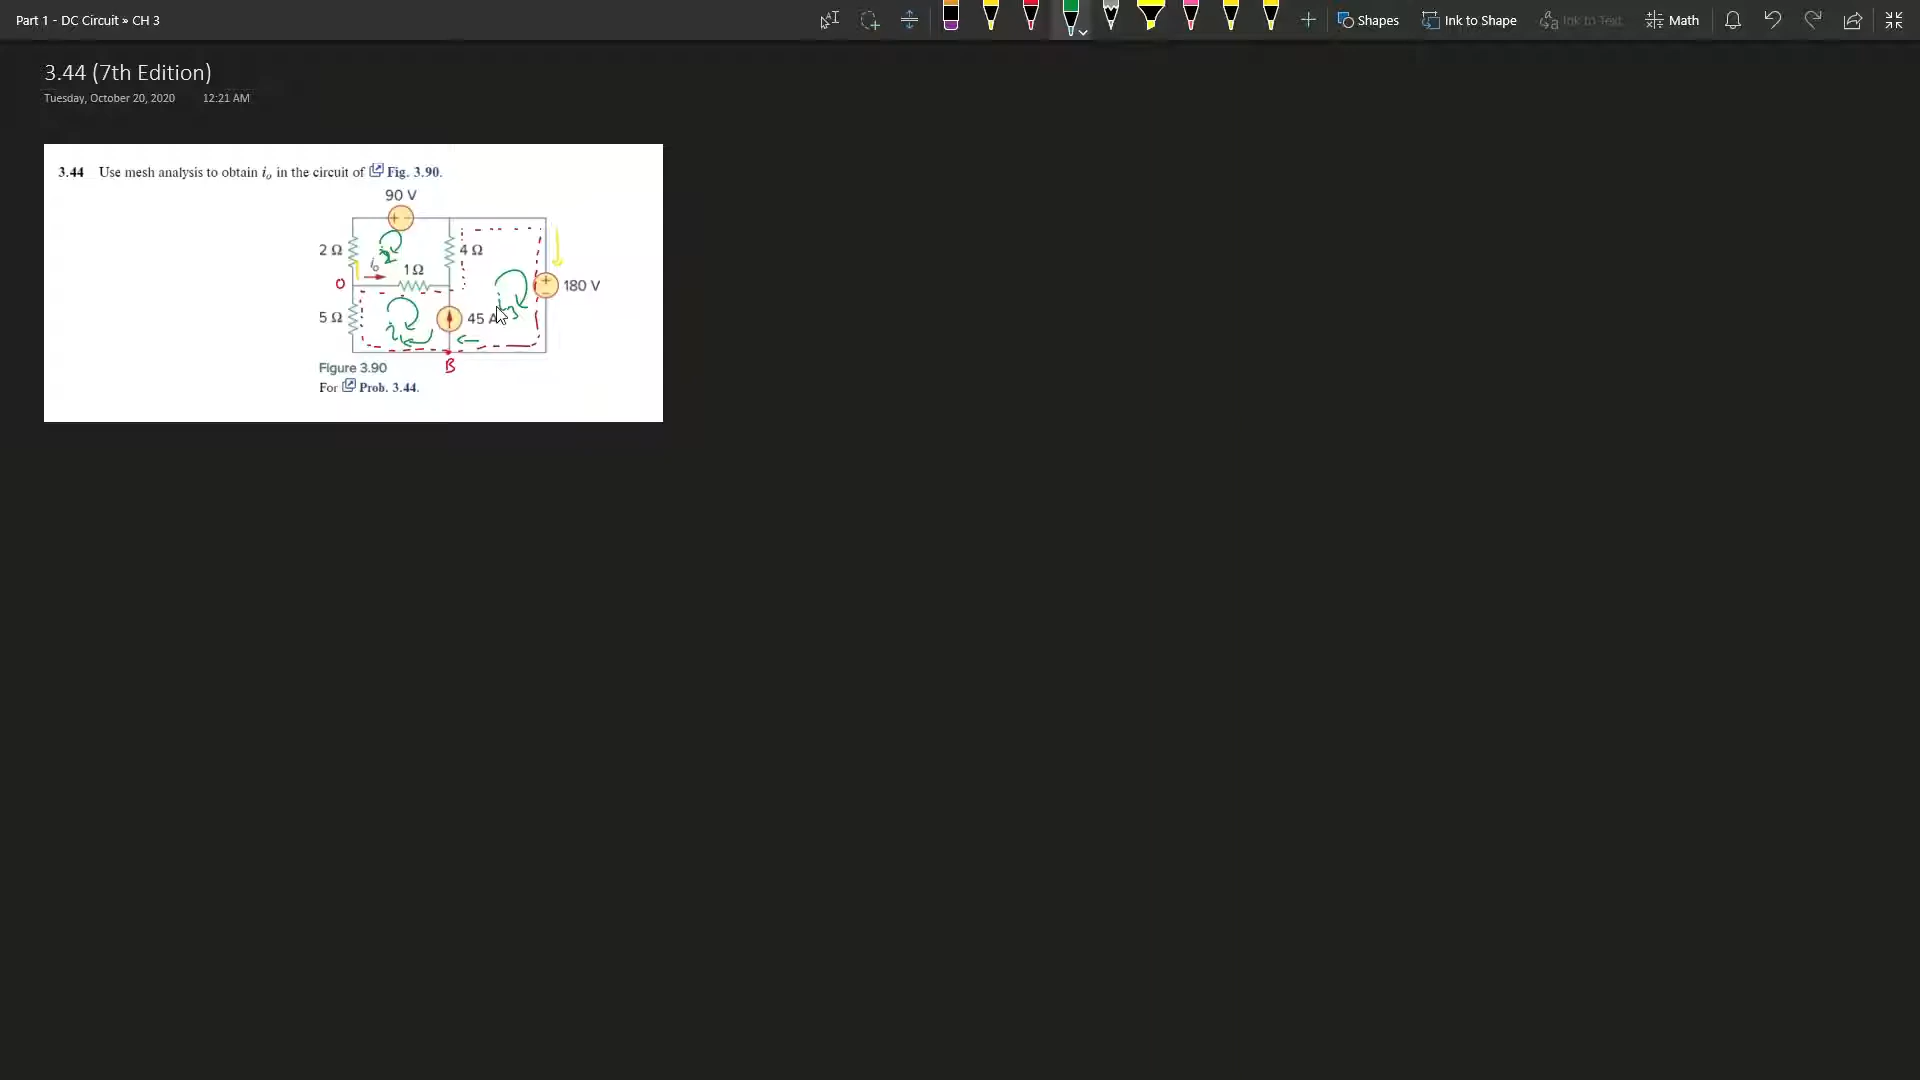 Part 1 - DC Circuit » CH 3
Shapes
Ink to Shape
Ink to Text
Math
3.44 (7th Edition)
Tuesday, October 20, 2020 12:21 AM
3.44 Use mesh analysis to obtain io in the circuit of Fig. 3.90.
90 V
2 Ω
4 Ω
i2
io
1 Ω
O
180 V
i3
5 Ω
45 A
B
Figure 3.90
For Prob. 3.44.